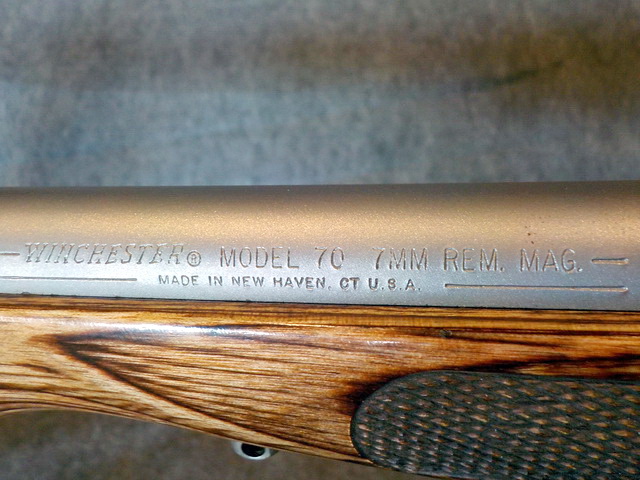 WINCHESTER® MODEL 70 7MM REM. MAG.
MADE IN NEW HAVEN, CT U.S.A.